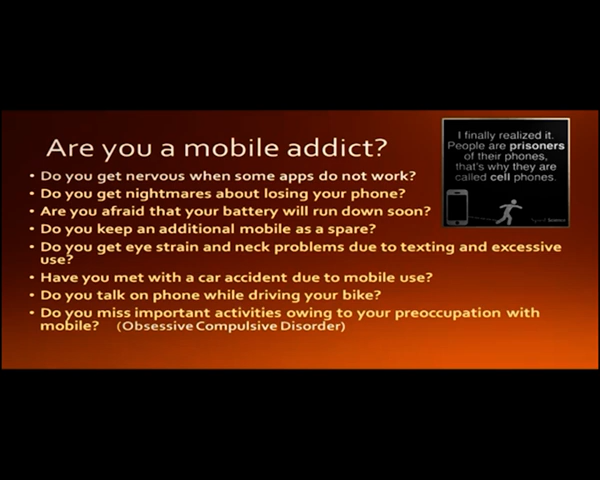 Are you a mobile addict?
I finally realized it.
People are prisoners
of their phones,
that's why they are
called cell phones.
• Do you get nervous when some apps do not work?
• Do you get nightmares about losing your phone?
• Are you afraid that your battery will run down soon?
• Do you keep an additional mobile as a spare?
• Do you get eye strain and neck problems due to texting and excessive
use?
• Have you met with a car accident due to mobile use?
• Do you talk on phone while driving your bike?
• Do you miss important activities owing to your preoccupation with
mobile? (Obsessive Compulsive Disorder)